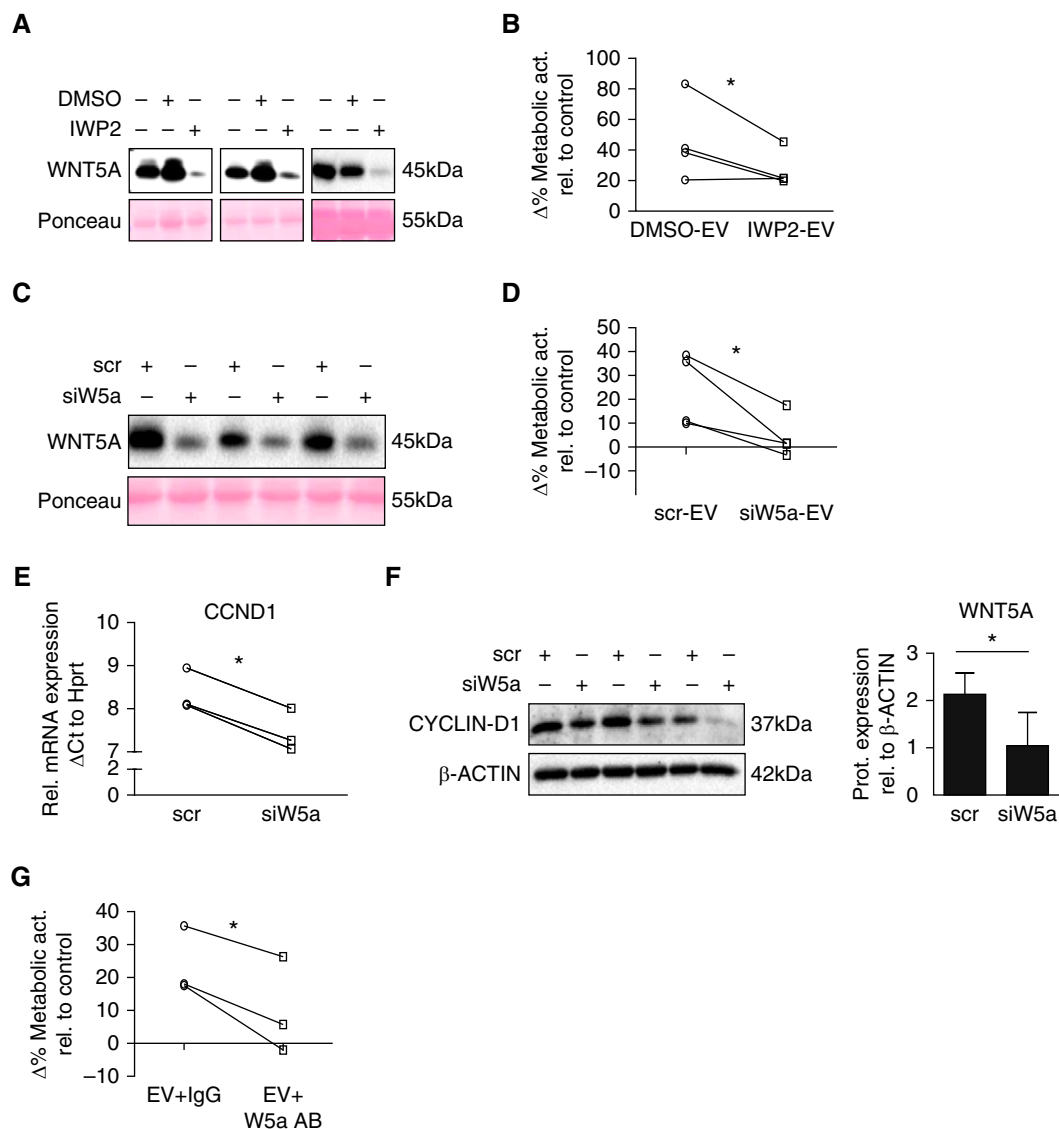 A
DMSO – + – – + – – + –
IWP2 – – + – – + – – +
WNT5A 45kDa
Ponceau 55kDa
B
Δ% Metabolic act.
rel. to control
100
80
60
40
20
0
*
DMSO-EV IWP2-EV
C
scr + – + – + –
siW5a – + – + – +
WNT5A 45kDa
Ponceau 55kDa
D
Δ% Metabolic act.
rel. to control
50
40
30
20
10
0
–10
*
scr-EV siW5a-EV
E
CCND1
Rel. mRNA expression
ΔCt to Hprt
10
9
8
7
2
0
*
scr siW5a
F
scr + – + – + –
siW5a – + – + – +
CYCLIN-D1 37kDa
β-ACTIN 42kDa
WNT5A
Prot. expression
rel. to β-ACTIN
3
2
1
0
*
scr siW5a
G
Δ% Metabolic act.
rel. to control
40
30
20
10
0
–10
*
EV+IgG EV+
W5a AB